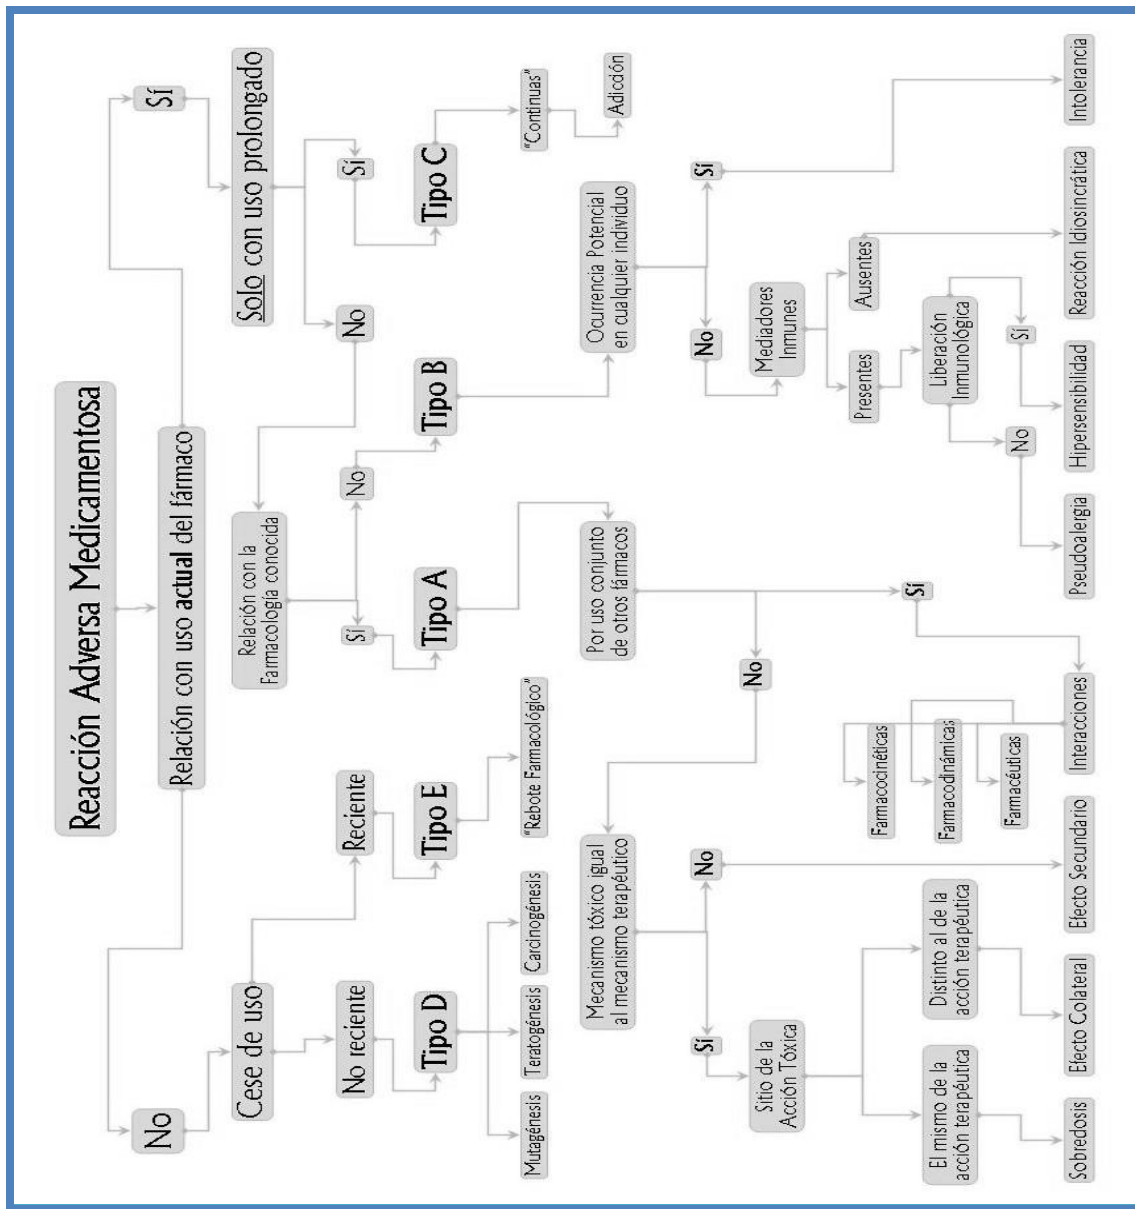 Reacción Adversa Medicamentosa
Relación con uso actual del fármaco
No
Sí
Cese de uso
Solo con uso prolongado
No reciente
Reciente
Relación con la
Farmacología conocida
No
Sí
Sí
No
Tipo D
Tipo E
Tipo A
Tipo B
Tipo C
Mutagénesis
Teratogénesis
Carcinogénesis
"Rebote Farmacológico"
"Continuas"
Adicción
Mecanismo tóxico igual
al mecanismo terapéutico
Por uso conjunto
de otros fármacos
Ocurrencia Potencial
en cualquier individuo
Sí
No
No
No
Sí
Sitio de la
Acción Tóxica
Mediadores
Inmunes
Presentes
Ausentes
Farmacocinéticas
Sí
El mismo de la
acción terapéutica
Distinto al de la
acción terapéutica
Farmacodinámicas
Liberación
Inmunológica
Farmacéuticas
No
Sí
Sobredosis
Efecto Colateral
Efecto Secundario
Interacciones
Pseudoalergia
Hipersensibilidad
Reacción Idiosincrática
Intolerancia